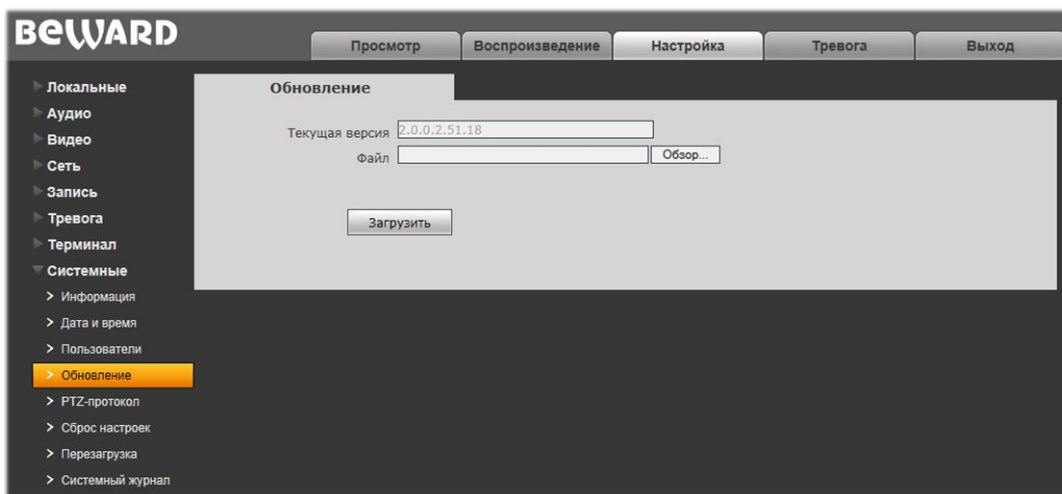 BEWARD
Просмотр Воспроизведение Настройка Тревога Выход
Локальные
Аудио
Видео
Сеть
Запись
Тревога
Терминал
Системные
Информация
Дата и время
Пользователи
Обновление
PTZ-протокол
Сброс настроек
Перезагрузка
Системный журнал
Обновление
Текущая версия 2.0.0.2.51.18
Файл Обзор...
Загрузить